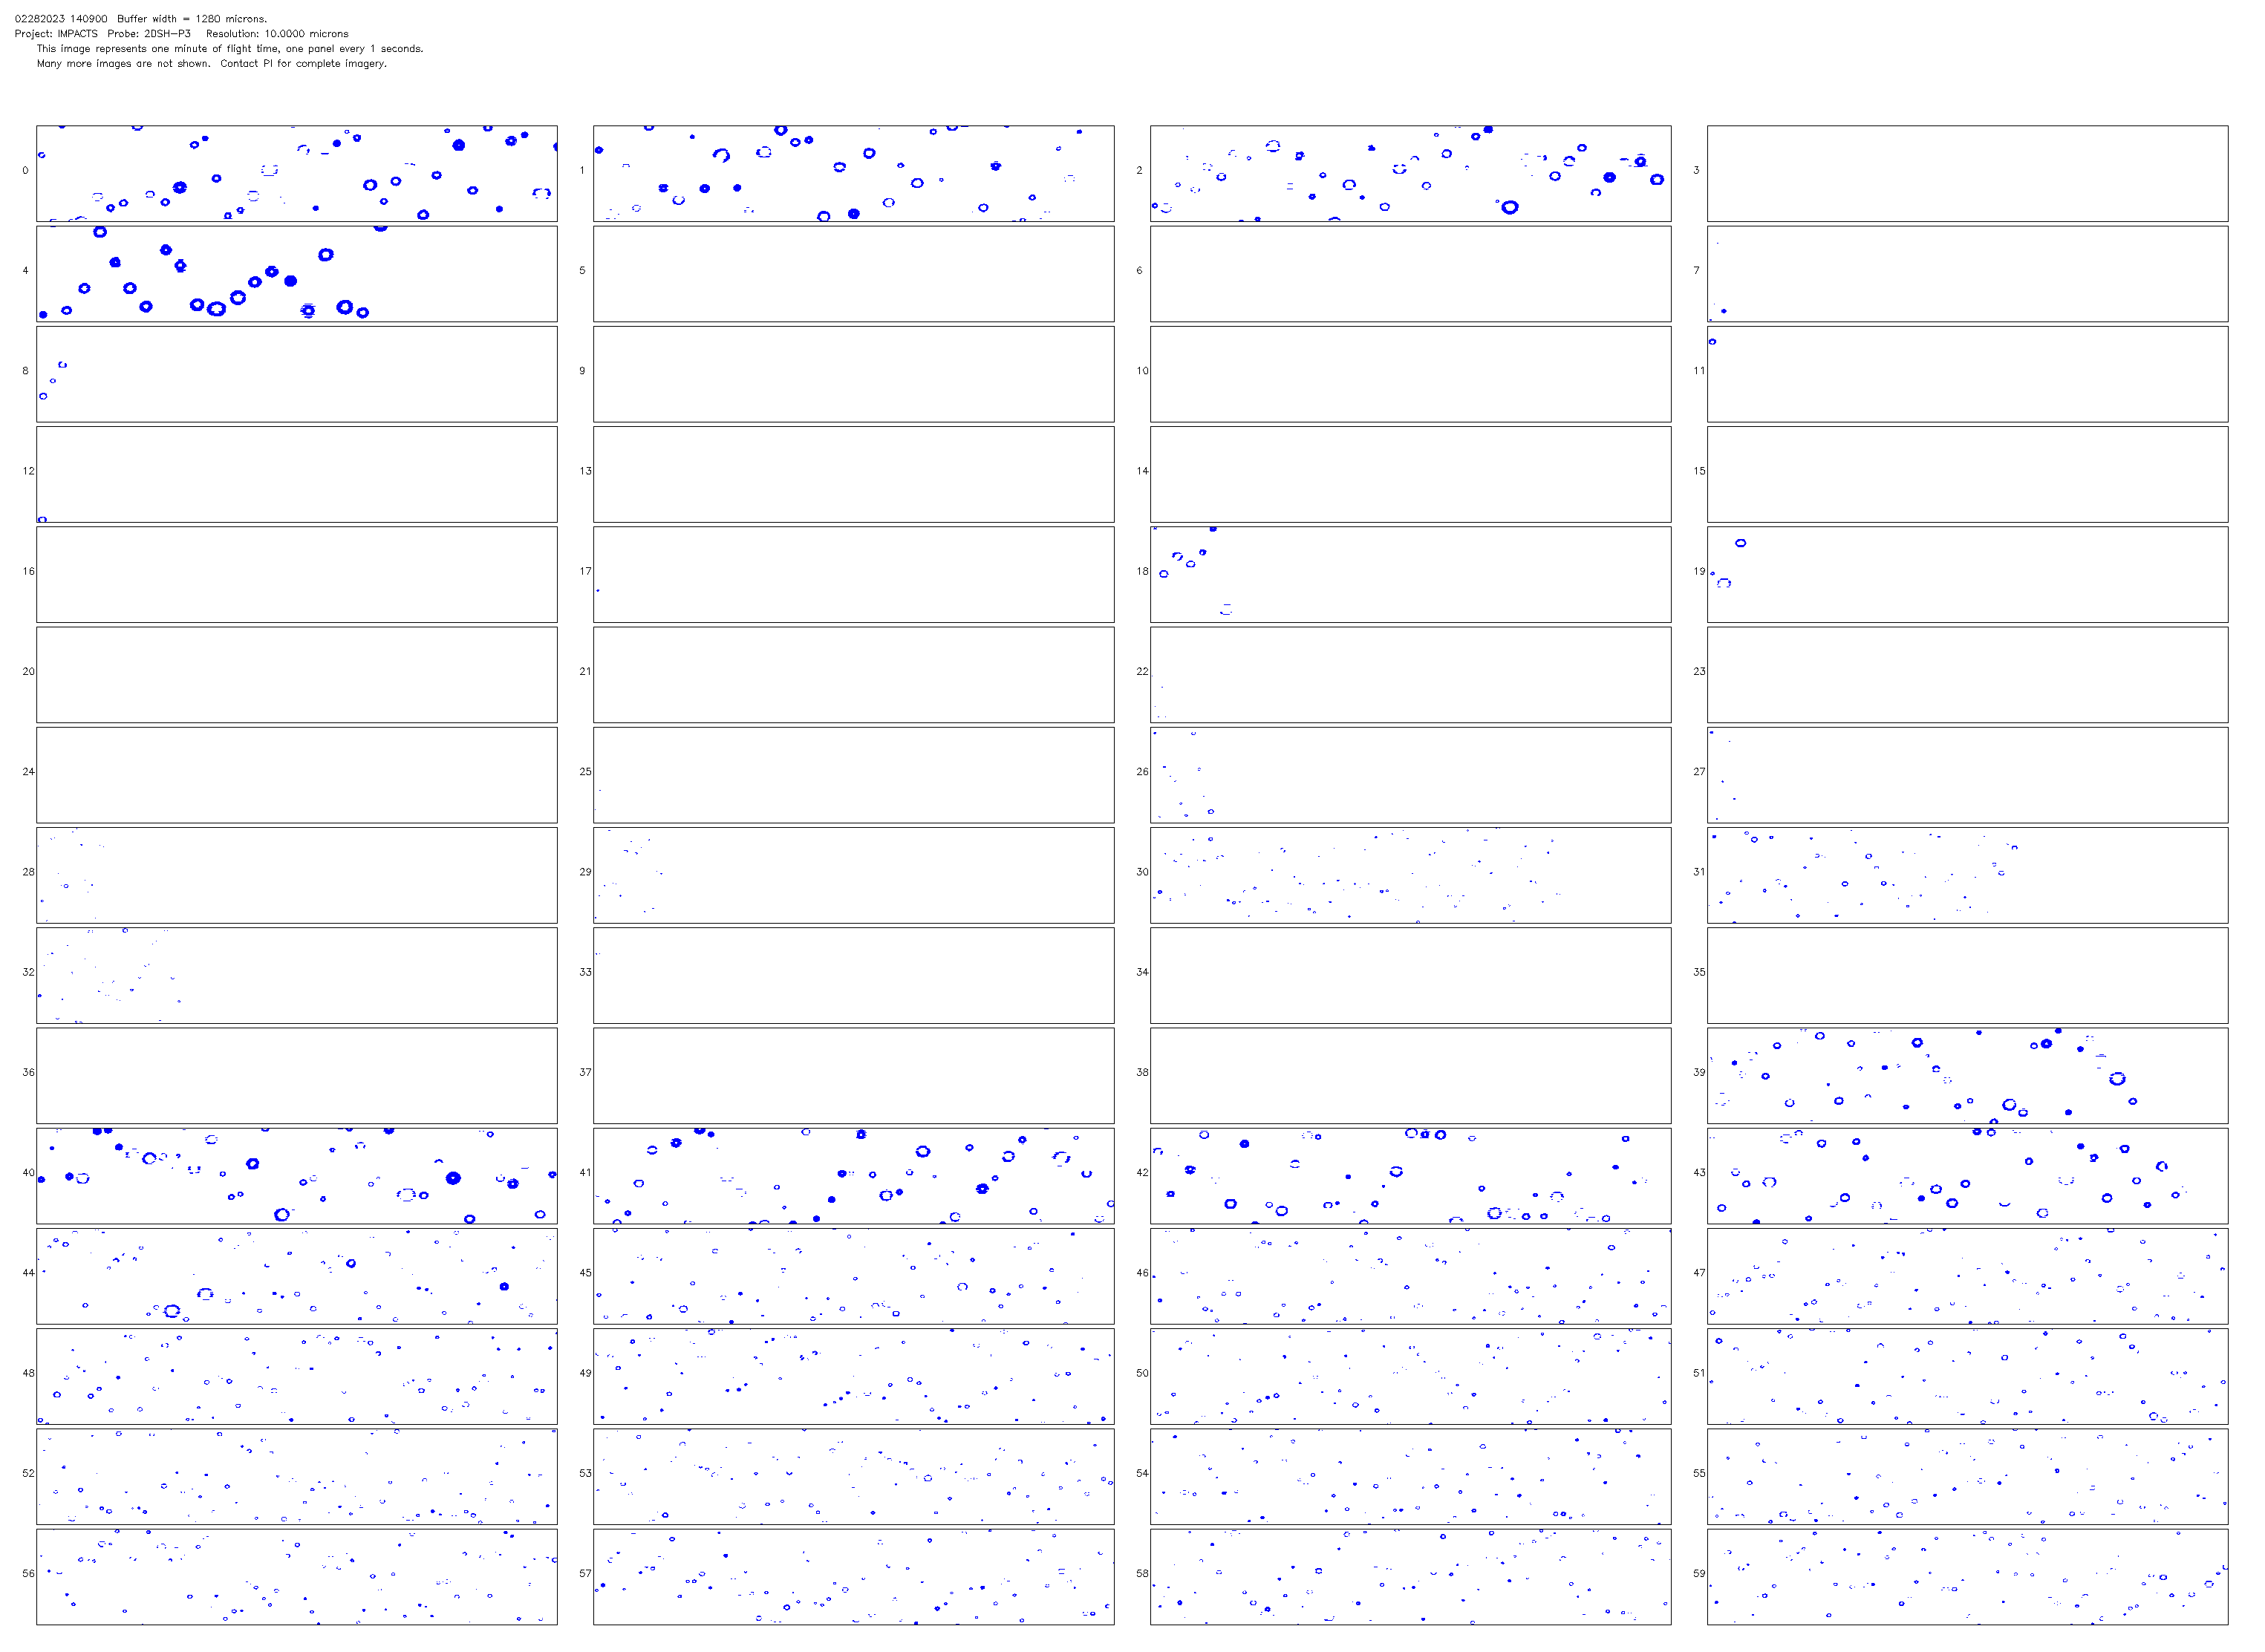 02282023 140900  Buffer width = 1280 microns.
Project: IMPACTS  Probe: 2DSH-P3  Resolution: 10.0000 microns
This image represents one minute of flight time, one panel every 1 seconds.
Many more images are not shown.  Contact PI for complete imagery.
0 1 2 3
4 5 6 7
8 9 10 11
12 13 14 15
16 17 18 19
20 21 22 23
24 25 26 27
28 29 30 31
32 33 34 35
36 37 38 39
40 41 42 43
44 45 46 47
48 49 50 51
52 53 54 55
56 57 58 59